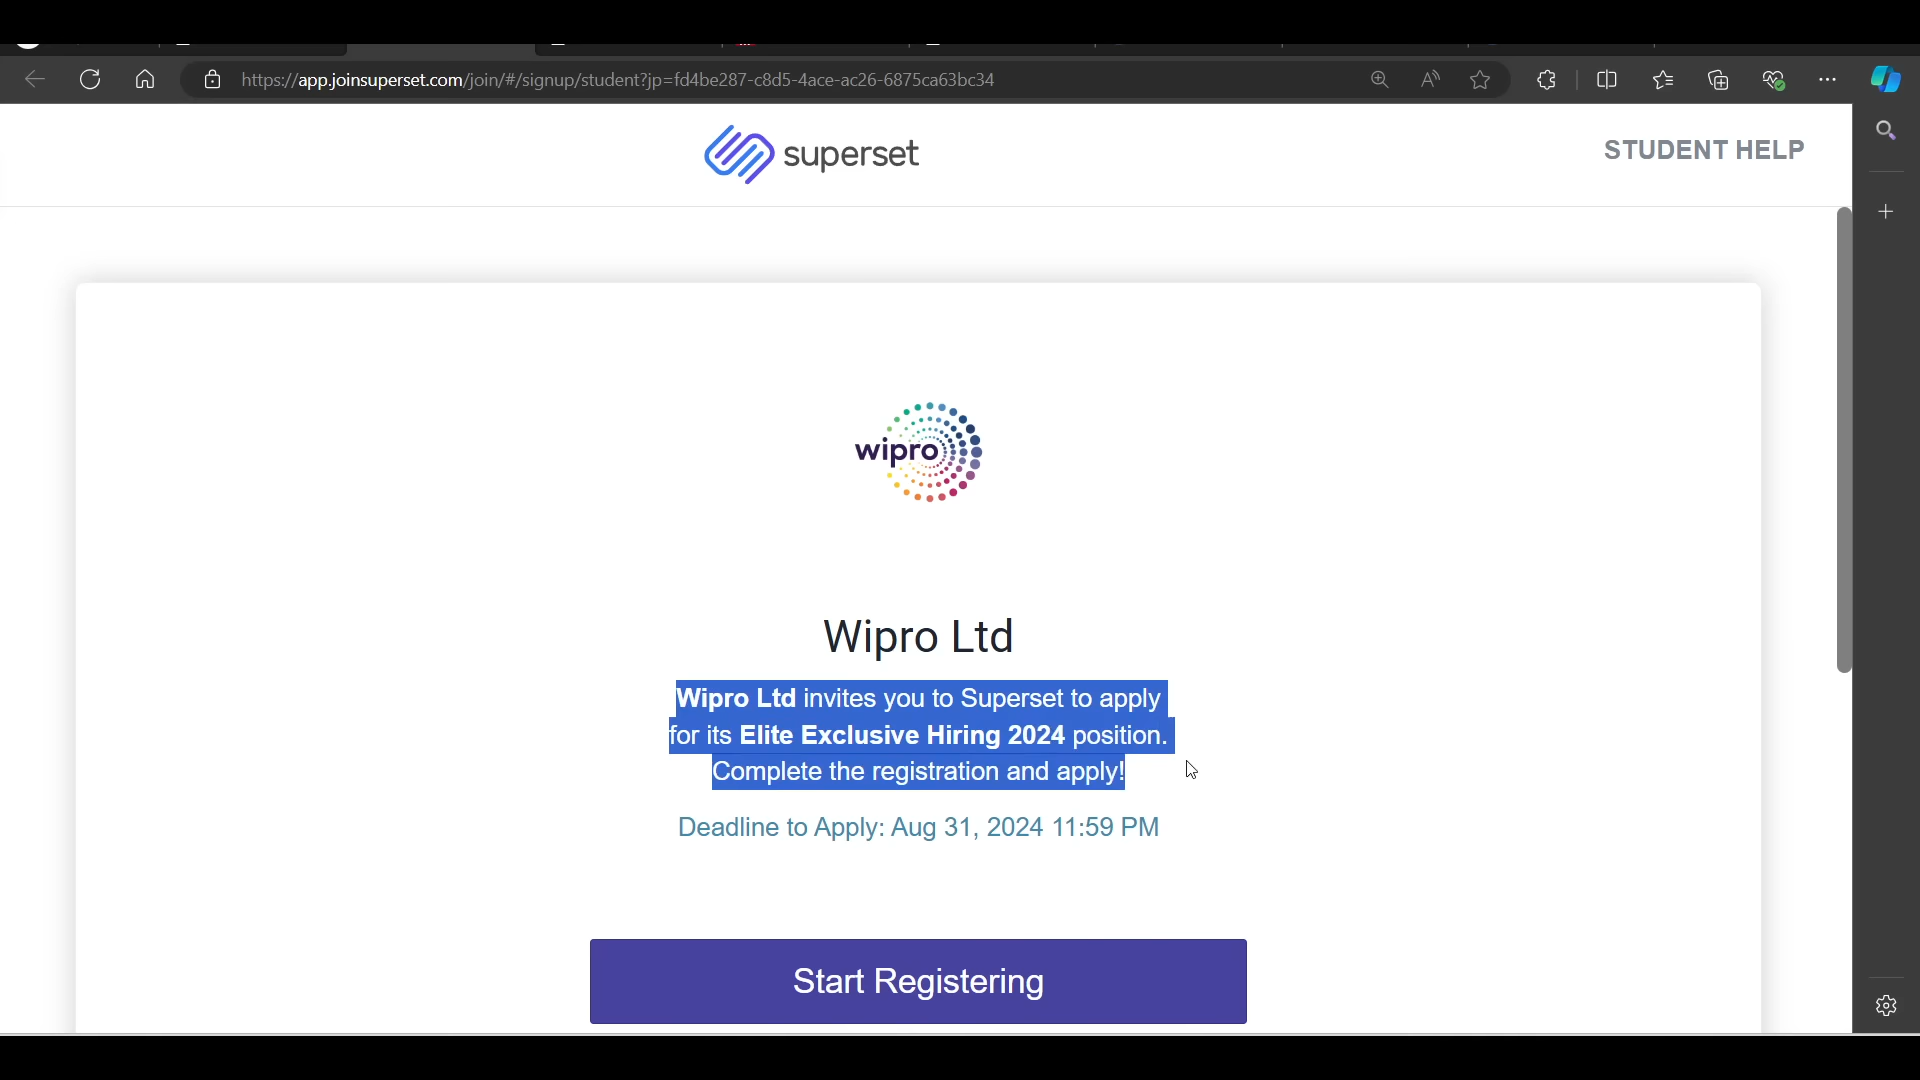 https://app.joinsuperset.com/join/#/signup/student?jp=fd4be287-c8d5-4ace-ac26-6875ca63bc34
superset
STUDENT HELP
wipro
Wipro Ltd
Wipro Ltd invites you to Superset to apply
for its Elite Exclusive Hiring 2024 position.
Complete the registration and apply!
Deadline to Apply: Aug 31, 2024 11:59 PM
Start Registering